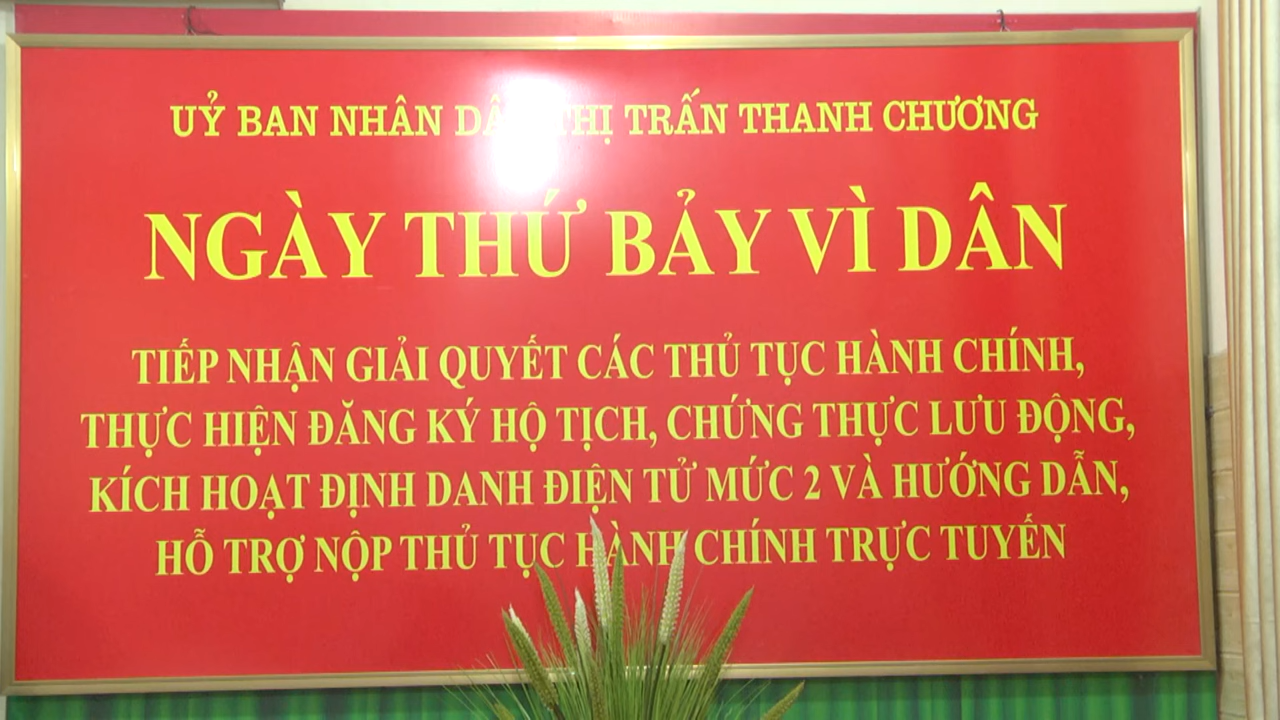 UỶ BAN NHÂN DÂN THỊ TRẤN THANH CHƯƠNG
NGÀY THỨ BẢY VÌ DÂN
TIẾP NHẬN GIẢI QUYẾT CÁC THỦ TỤC HÀNH CHÍNH,
THỰC HIỆN ĐĂNG KÝ HỘ TỊCH, CHỨNG THỰC LƯU ĐỘNG,
KÍCH HOẠT ĐỊNH DANH ĐIỆN TỬ MỨC 2 VÀ HƯỚNG DẪN,
HỖ TRỢ NỘP THỦ TỤC HÀNH CHÍNH TRỰC TUYẾN